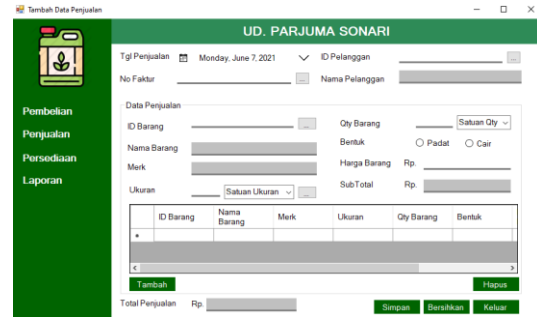 Tambah Data Penjualan
UD. PARJUMA SONARI
Tgl Penjualan Monday, June 7, 2021 ID Pelanggan ...
No Faktur ... Nama Pelanggan
Pembelian
Penjualan
Persediaan
Laporan
Data Penjualan
ID Barang ... Qty Barang Satuan Qty
Nama Barang Bentuk Padat Cair
Merk Harga Barang Rp.
Ukuran Satuan Ukuran ... SubTotal Rp.
ID Barang Nama Barang Merk Ukuran Qty Barang Bentuk
*
Tambah Hapus
Total Penjualan Rp.
Simpan Bersihkan Keluar